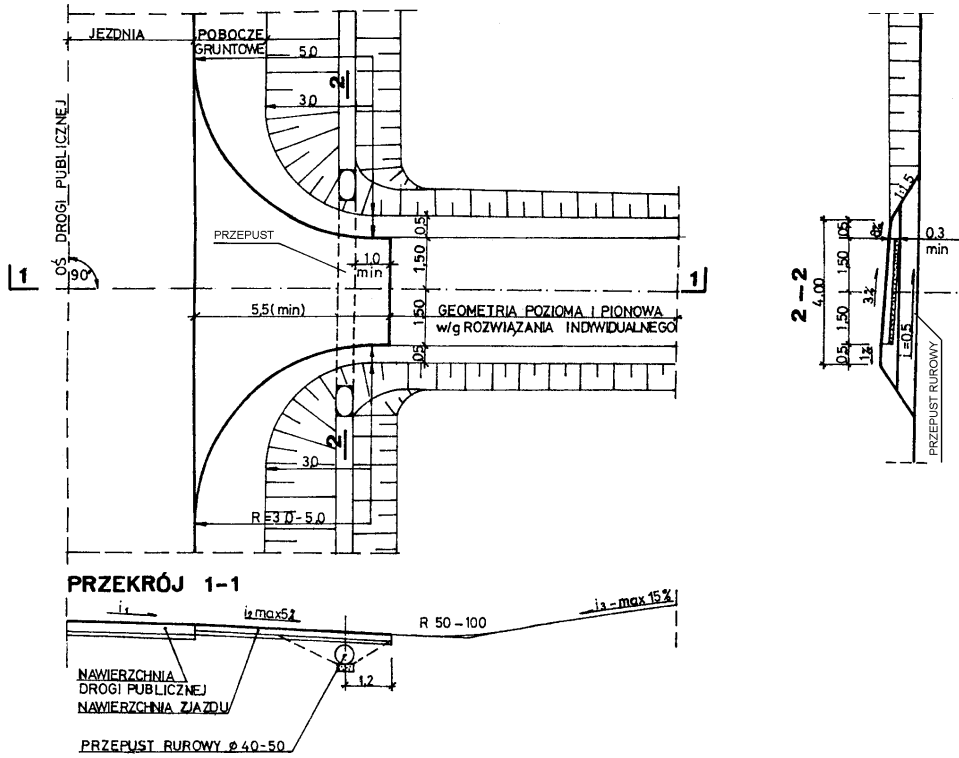 JEZDNIA
POBOCZE
GRUNTOWE
5,0
3,0
2
OŚ DROGI PUBLICZNEJ
90°
PRZEPUST
1,0
min
0,5
1,50
1,50
0,5
1
1
5,5(min)
GEOMETRIA POZIOMA I PIONOWA
w/g ROZWIĄZANIA INDYWIDUALNEGO
2
3,0
R=3,0-5,0
1:1,5
0,3
min
2-2
4.00
0,5
1,50
1,50
0,5
3%
i=0,5
PRZEPUST RUROWY
PRZEKRÓJ 1-1
i₁
i₂ max5%
R 50-100
i₃-max 15%
1,2
NAWIERZCHNIA
DROGI PUBLICZNEJ
NAWIERZCHNIA ZJAZDU
PRZEPUST RUROWY ø 40-50